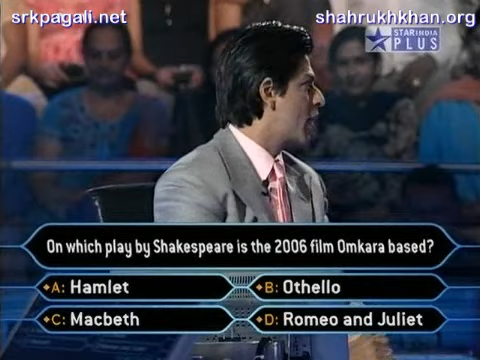 srkpagali.net
shahrukhkhan.org
STAR INDIA
PLUS
On which play by Shakespeare is the 2006 film Omkara based?
A: Hamlet
B: Othello
C: Macbeth
D: Romeo and Juliet